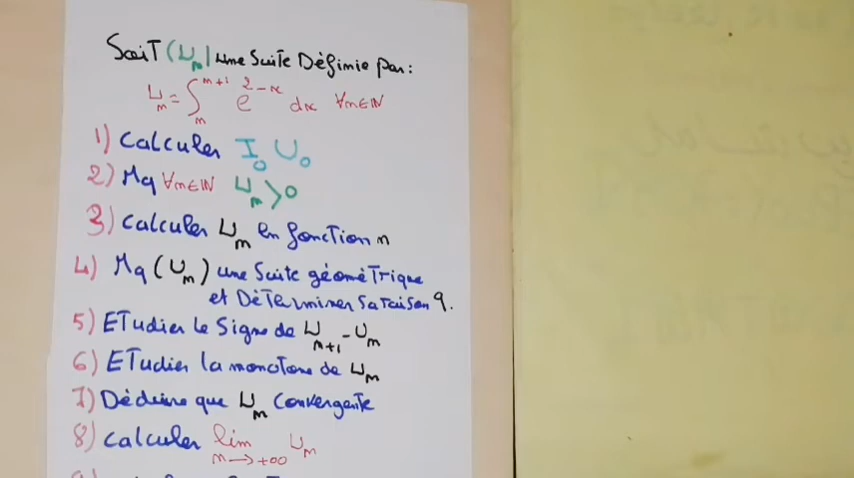 Soit (Un) une Suite Définie par:
Un = ∫ₙⁿ⁺¹ e^(2-x) dx ∀n∈ℕ
1) Calculer I₀ U₀
2) Mq ∀n∈ℕ Un > 0
3) Calculer Un en fonction n
4) Mq (Un) une Suite géométrique
et Déterminer sa raison q.
5) ETudier le Signe de Uₙ₊₁ - Uₙ
6) ETudier la monotone de Un
7) Déduire que Un Convergente
8) Calculer lim Un
n→+∞